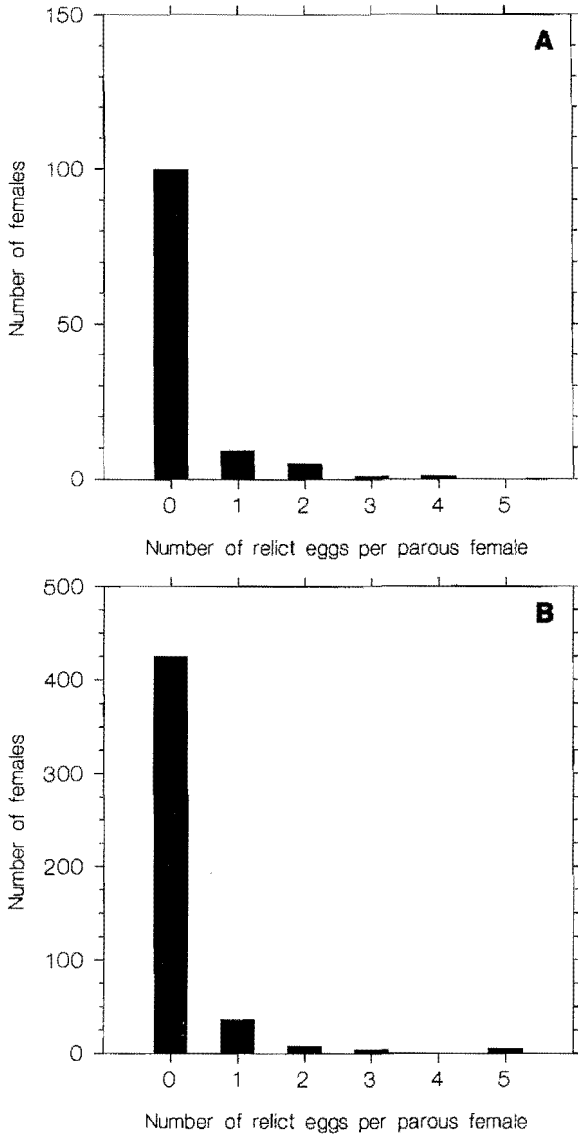 A
150
100
50
0
Number of females
0 1 2 3 4 5
Number of relict eggs per parous female
B
500
400
300
200
100
0
Number of females
0 1 2 3 4 5
Number of relict eggs per parous female